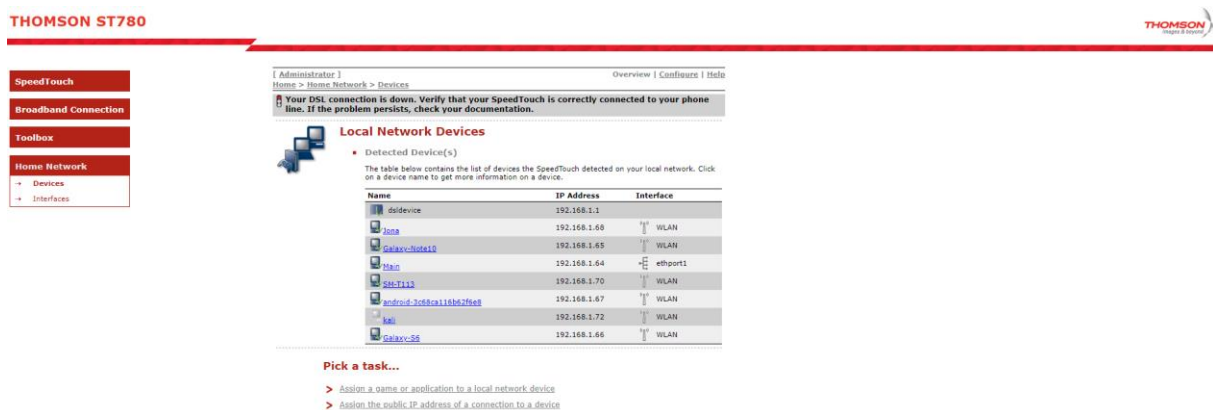 THOMSON ST780
THOMSON
images & beyond
SpeedTouch
Broadband Connection
Toolbox
Home Network
→ Devices
→ Interfaces
[ Administrator ]
Overview | Configure | Help
Home > Home Network > Devices
Your DSL connection is down. Verify that your SpeedTouch is correctly connected to your phone
line. If the problem persists, check your documentation.
Local Network Devices
Detected Device(s)
The table below contains the list of devices the SpeedTouch detected on your local network. Click
on a device name to get more information on a device.
Name IP Address Interface
dsldevice 192.168.1.1
Jona 192.168.1.68 WLAN
Galaxy-Note10 192.168.1.65 WLAN
Main 192.168.1.64 ethport1
SM-T113 192.168.1.70 WLAN
android-3c68ca116b62f6e8 192.168.1.67 WLAN
kali 192.168.1.72 WLAN
Galaxy-S6 192.168.1.66 WLAN
Pick a task...
> Assign a game or application to a local network device
> Assign the public IP address of a connection to a device